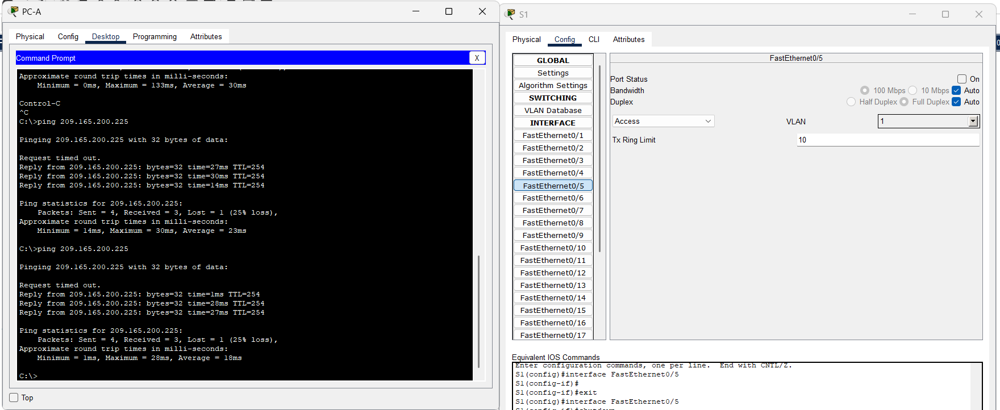 PC-A
Physical Config Desktop Programming Attributes
Command Prompt
X
Approximate round trip times in milli-seconds:
Minimum = 0ms, Maximum = 133ms, Average = 30ms
Control-C
^C
C:\>ping 209.165.200.225
Pinging 209.165.200.225 with 32 bytes of data:
Request timed out.
Reply from 209.165.200.225: bytes=32 time=27ms TTL=254
Reply from 209.165.200.225: bytes=32 time=30ms TTL=254
Reply from 209.165.200.225: bytes=32 time=14ms TTL=254
Ping statistics for 209.165.200.225:
Packets: Sent = 4, Received = 3, Lost = 1 (25% loss),
Approximate round trip times in milli-seconds:
Minimum = 14ms, Maximum = 30ms, Average = 23ms
C:\>ping 209.165.200.225
Pinging 209.165.200.225 with 32 bytes of data:
Request timed out.
Reply from 209.165.200.225: bytes=32 time=1ms TTL=254
Reply from 209.165.200.225: bytes=32 time=28ms TTL=254
Reply from 209.165.200.225: bytes=32 time=27ms TTL=254
Ping statistics for 209.165.200.225:
Packets: Sent = 4, Received = 3, Lost = 1 (25% loss),
Approximate round trip times in milli-seconds:
Minimum = 1ms, Maximum = 28ms, Average = 18ms
C:\>
Top
S1
Physical Config CLI Attributes
GLOBAL
Settings
Algorithm Settings
SWITCHING
VLAN Database
INTERFACE
FastEthernet0/1
FastEthernet0/2
FastEthernet0/3
FastEthernet0/4
FastEthernet0/5
FastEthernet0/6
FastEthernet0/7
FastEthernet0/8
FastEthernet0/9
FastEthernet0/10
FastEthernet0/11
FastEthernet0/12
FastEthernet0/13
FastEthernet0/14
FastEthernet0/15
FastEthernet0/16
FastEthernet0/17
FastEthernet0/5
Port Status On
Bandwidth 100 Mbps 10 Mbps Auto
Duplex Half Duplex Full Duplex Auto
Access VLAN 1
Tx Ring Limit 10
Equivalent IOS Commands
Enter configuration commands, one per line. End with CNTL/Z.
S1(config)#interface FastEthernet0/5
S1(config-if)#
S1(config-if)#exit
S1(config)#interface FastEthernet0/5
S1(config-if)#shutdown